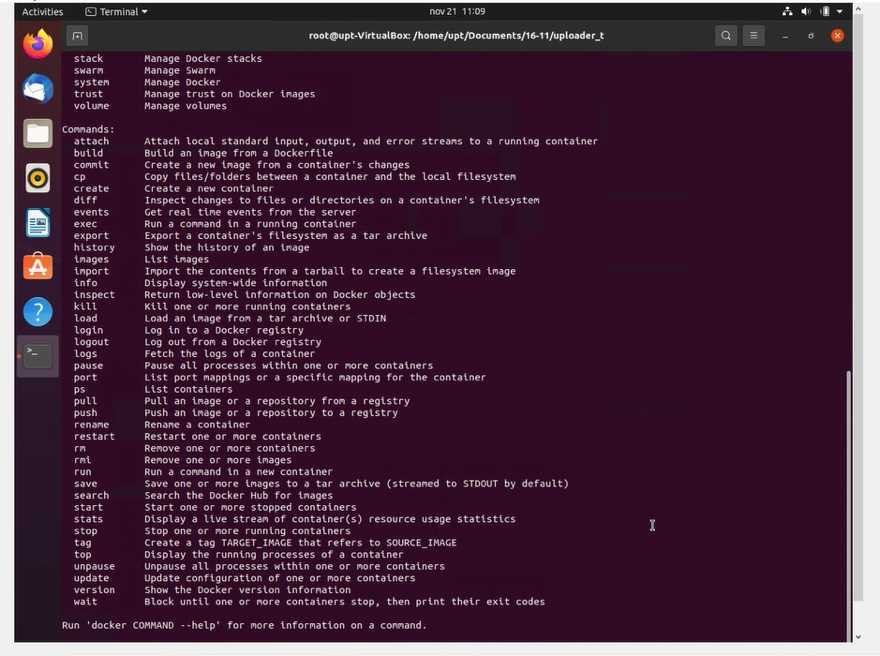 Activities
Terminal
nov 21 11:09
root@upt-VirtualBox: /home/upt/Documents/16-11/uploader_t
stack Manage Docker stacks
swarm Manage Swarm
system Manage Docker
trust Manage trust on Docker images
volume Manage volumes
Commands:
attach Attach local standard input, output, and error streams to a running container
build Build an image from a Dockerfile
commit Create a new image from a container's changes
cp Copy files/folders between a container and the local filesystem
create Create a new container
diff Inspect changes to files or directories on a container's filesystem
events Get real time events from the server
exec Run a command in a running container
export Export a container's filesystem as a tar archive
history Show the history of an image
images List images
import Import the contents from a tarball to create a filesystem image
info Display system-wide information
inspect Return low-level information on Docker objects
kill Kill one or more running containers
load Load an image from a tar archive or STDIN
login Log in to a Docker registry
logout Log out from a Docker registry
logs Fetch the logs of a container
pause Pause all processes within one or more containers
port List port mappings or a specific mapping for the container
ps List containers
pull Pull an image or a repository from a registry
push Push an image or a repository to a registry
rename Rename a container
restart Restart one or more containers
rm Remove one or more containers
rmi Remove one or more images
run Run a command in a new container
save Save one or more images to a tar archive (streamed to STDOUT by default)
search Search the Docker Hub for images
start Start one or more stopped containers
stats Display a live stream of container(s) resource usage statistics
stop Stop one or more running containers
tag Create a tag TARGET_IMAGE that refers to SOURCE_IMAGE
top Display the running processes of a container
unpause Unpause all processes within one or more containers
update Update configuration of one or more containers
version Show the Docker version information
wait Block until one or more containers stop, then print their exit codes
Run 'docker COMMAND --help' for more information on a command.